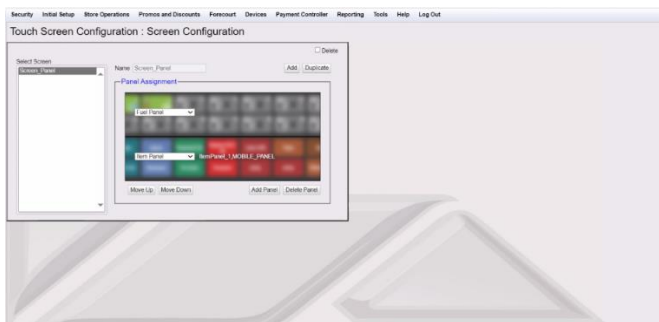 Security Initial Setup Store Operations Promos and Discounts Forecourt Devices Payment Controller Reporting Tools Help Log Out
Touch Screen Configuration : Screen Configuration
Delete
Select Screen
Screen_Panel
Name Screen_Panel Add Duplicate
Panel Assignment
Fuel Panel
Item Panel ItemPanel_1,MOBILE_PANEL
Move Up Move Down Add Panel Delete Panel